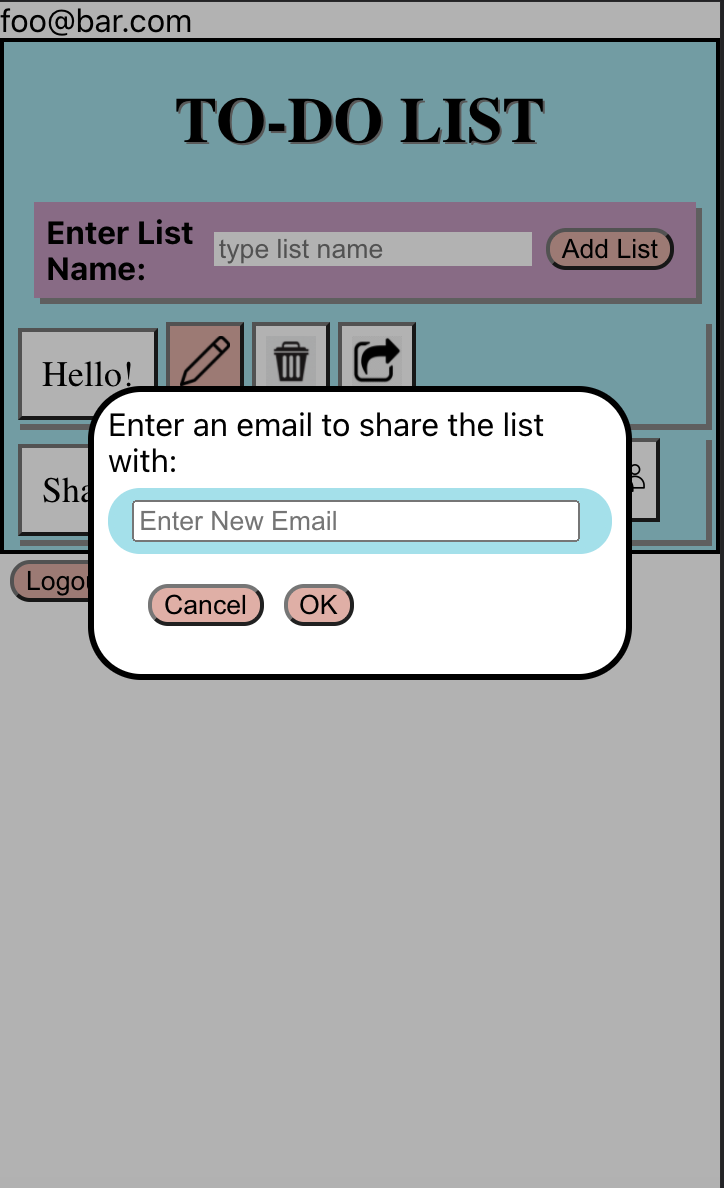 foo@bar.com
TO-DO LIST
Enter List
Name:
type list name
Add List
Hello!
Enter an email to share the list
with:
Enter New Email
Cancel
OK